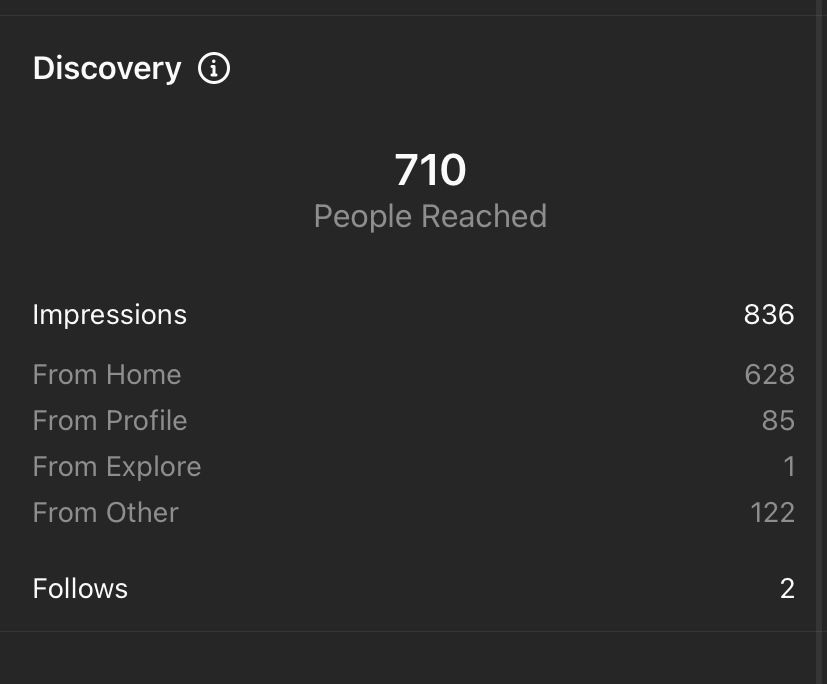 Discovery
710
People Reached
Impressions 836
From Home 628
From Profile 85
From Explore 1
From Other 122
Follows 2